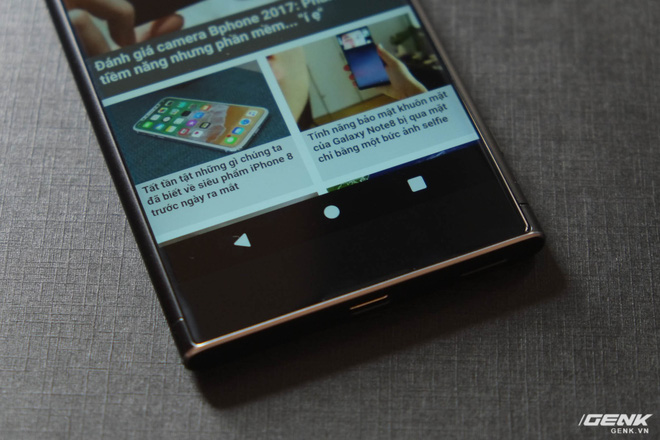 Đánh giá camera Bphone 2017:
tiềm năng nhưng phần mềm...
Tất tần tật những gì chúng ta
đã biết về siêu phẩm iPhone 8
trước ngày ra mắt
Tính năng bảo mật khuôn mặt
của Galaxy Note8 bị qua mặt
chỉ bằng một bức ảnh selfie
GENK
GENK.VN